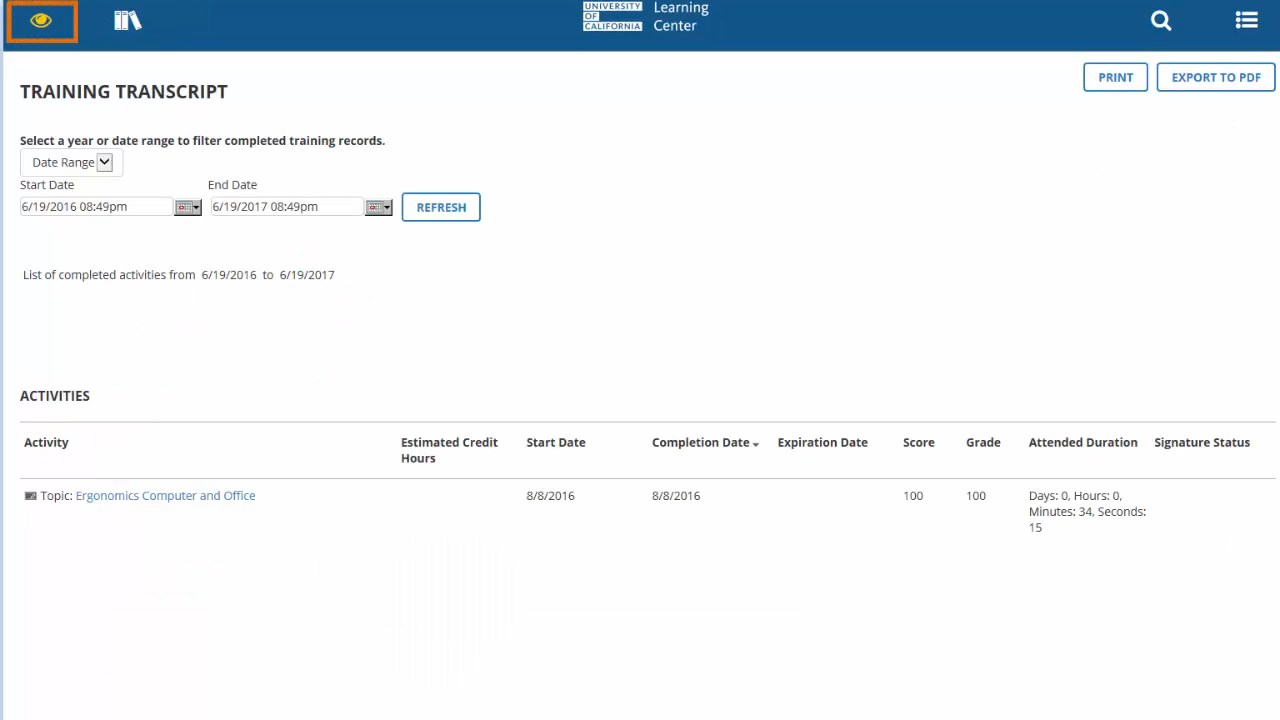 UNIVERSITY
OF
CALIFORNIA
Learning
Center
PRINT
EXPORT TO PDF
TRAINING TRANSCRIPT
Select a year or date range to filter completed training records.
Date Range
Start Date End Date
6/19/2016 08:49pm 6/19/2017 08:49pm REFRESH
List of completed activities from 6/19/2016 to 6/19/2017
ACTIVITIES
Activity Estimated Credit Hours Start Date Completion Date Expiration Date Score Grade Attended Duration Signature Status
Topic: Ergonomics Computer and Office 8/8/2016 8/8/2016 100 100 Days: 0, Hours: 0,
Minutes: 34, Seconds:
15